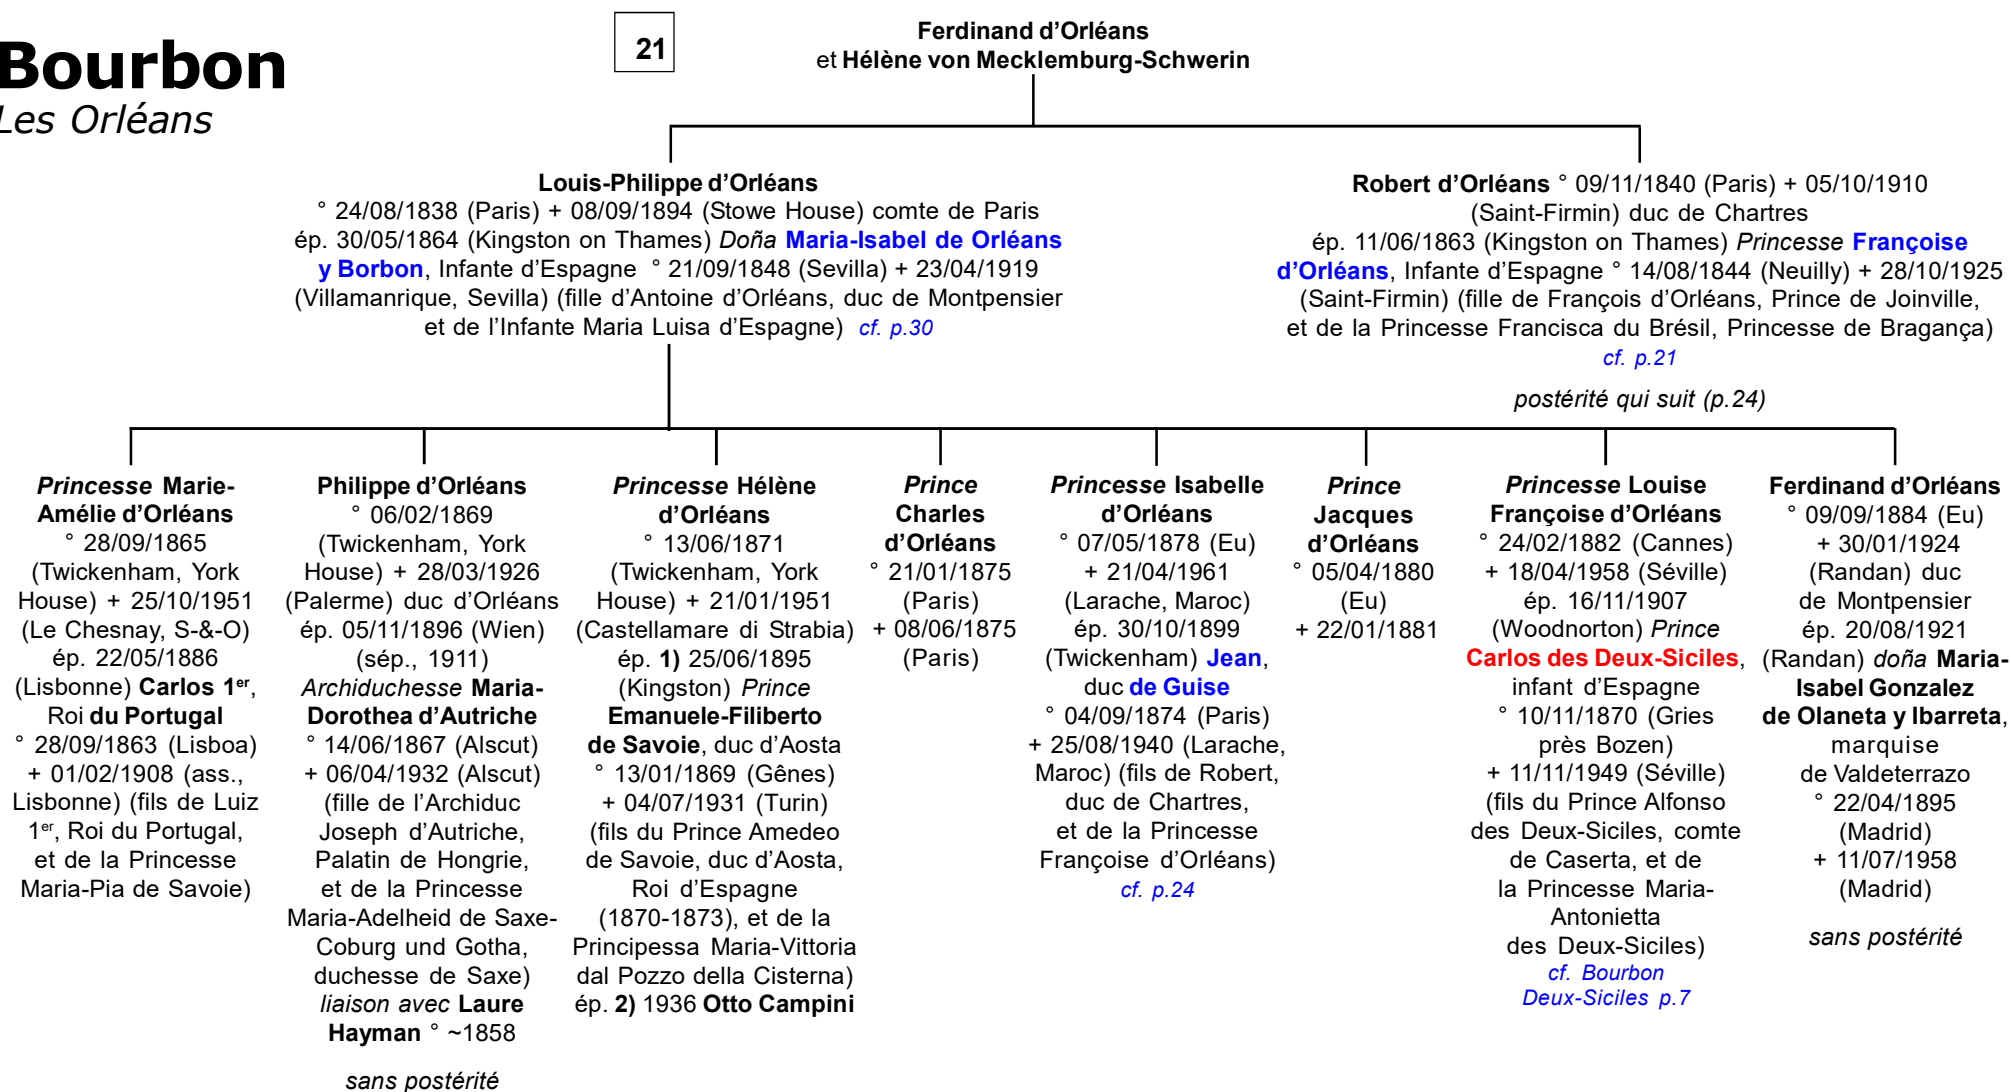 Bourbon
Les Orléans
21
Ferdinand d’Orléans
et Hélène von Mecklemburg-Schwerin
Louis-Philippe d’Orléans
° 24/08/1838 (Paris) + 08/09/1894 (Stowe House) comte de Paris
ép. 30/05/1864 (Kingston on Thames) Doña Maria-Isabel de Orléans
y Borbon, Infante d’Espagne ° 21/09/1848 (Sevilla) + 23/04/1919
(Villamanrique, Sevilla) (fille d’Antoine d’Orléans, duc de Montpensier
et de l’Infante Maria Luisa d’Espagne) cf. p.30
Robert d’Orléans ° 09/11/1840 (Paris) + 05/10/1910
(Saint-Firmin) duc de Chartres
ép. 11/06/1863 (Kingston on Thames) Princesse Françoise
d’Orléans, Infante d’Espagne ° 14/08/1844 (Neuilly) + 28/10/1925
(Saint-Firmin) (fille de François d’Orléans, Prince de Joinville,
et de la Princesse Francisca du Brésil, Princesse de Bragança)
cf. p.21
postérité qui suit (p.24)
Princesse Marie-
Amélie d’Orléans
° 28/09/1865
(Twickenham, York
House) + 25/10/1951
(Le Chesnay, S-&-O)
ép. 22/05/1886
(Lisbonne) Carlos 1er,
Roi du Portugal
° 28/09/1863 (Lisboa)
+ 01/02/1908 (ass.,
Lisbonne) (fils de Luiz
1er, Roi du Portugal,
et de la Princesse
Maria-Pia de Savoie)
Philippe d’Orléans
° 06/02/1869
(Twickenham, York
House) + 28/03/1926
(Palerme) duc d’Orléans
ép. 05/11/1896 (Wien)
(sép., 1911)
Archiduchesse Maria-
Dorothea d’Autriche
° 14/06/1867 (Alscut)
+ 06/04/1932 (Alscut)
(fille de l’Archiduc
Joseph d’Autriche,
Palatin de Hongrie,
et de la Princesse
Maria-Adelheid de Saxe-
Coburg und Gotha,
duchesse de Saxe)
liaison avec Laure
Hayman ° ~1858
sans postérité
Princesse Hélène
d’Orléans
° 13/06/1871
(Twickenham, York
House) + 21/01/1951
(Castellamare di Strabia)
ép. 1) 25/06/1895
(Kingston) Prince
Emanuele-Filiberto
de Savoie, duc d’Aosta
° 13/01/1869 (Gênes)
+ 04/07/1931 (Turin)
(fils du Prince Amedeo
de Savoie, duc d’Aosta,
Roi d’Espagne
(1870-1873), et de la
Principessa Maria-Vittoria
dal Pozzo della Cisterna)
ép. 2) 1936 Otto Campini
Prince
Charles
d’Orléans
° 21/01/1875
(Paris)
+ 08/06/1875
(Paris)
Princesse Isabelle
d’Orléans
° 07/05/1878 (Eu)
+ 21/04/1961
(Larache, Maroc)
ép. 30/10/1899
(Twickenham) Jean,
duc de Guise
° 04/09/1874 (Paris)
+ 25/08/1940 (Larache,
Maroc) (fils de Robert,
duc de Chartres,
et de la Princesse
Françoise d’Orléans)
cf. p.24
Prince
Jacques
d’Orléans
° 05/04/1880
(Eu)
+ 22/01/1881
Princesse Louise
Françoise d’Orléans
° 24/02/1882 (Cannes)
+ 18/04/1958 (Séville)
ép. 16/11/1907
(Woodnorton) Prince
Carlos des Deux-Siciles,
infant d’Espagne
° 10/11/1870 (Gries
près Bozen)
+ 11/11/1949 (Séville)
(fils du Prince Alfonso
des Deux-Siciles, comte
de Caserta, et de
la Princesse Maria-
Antonietta
des Deux-Siciles)
cf. Bourbon
Deux-Siciles p.7
Ferdinand d’Orléans
° 09/09/1884 (Eu)
+ 30/01/1924
(Randan) duc
de Montpensier
ép. 20/08/1921
(Randan) doña Maria-
Isabel Gonzalez
de Olaneta y Ibarreta,
marquise
de Valdeterrazo
° 22/04/1895
(Madrid)
+ 11/07/1958
(Madrid)
sans postérité